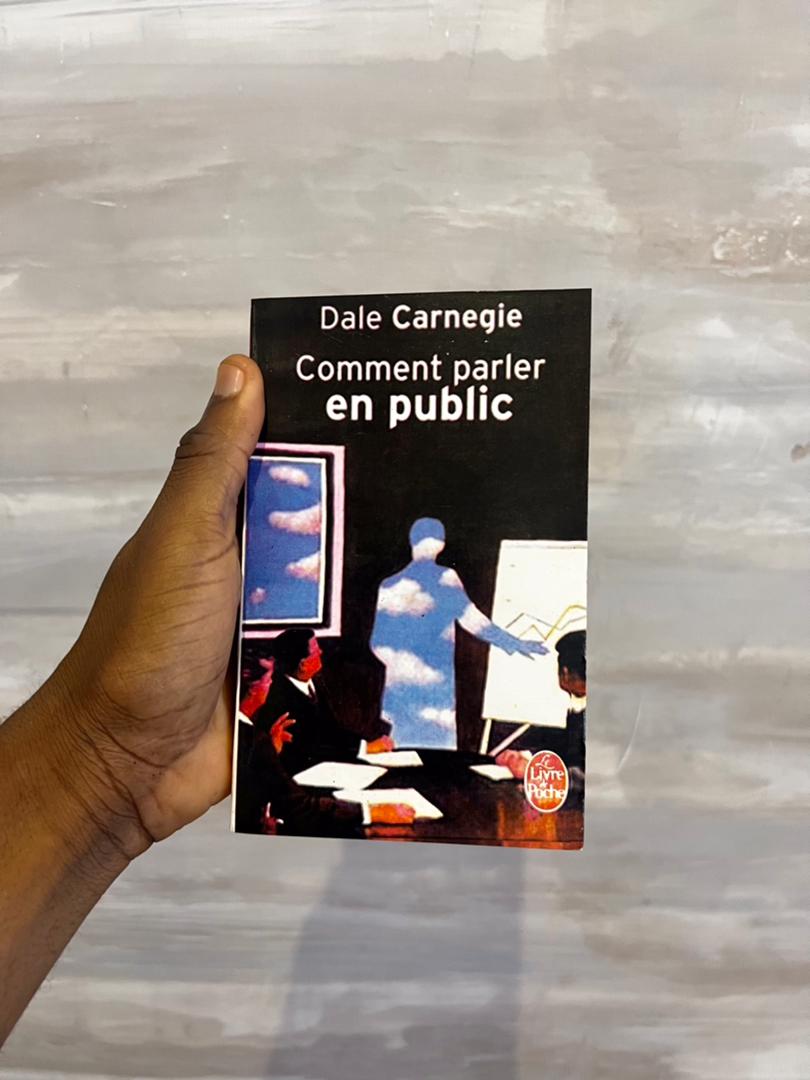 Dale Carnegie
Comment parler
en public
Le
Livre
de
Poche